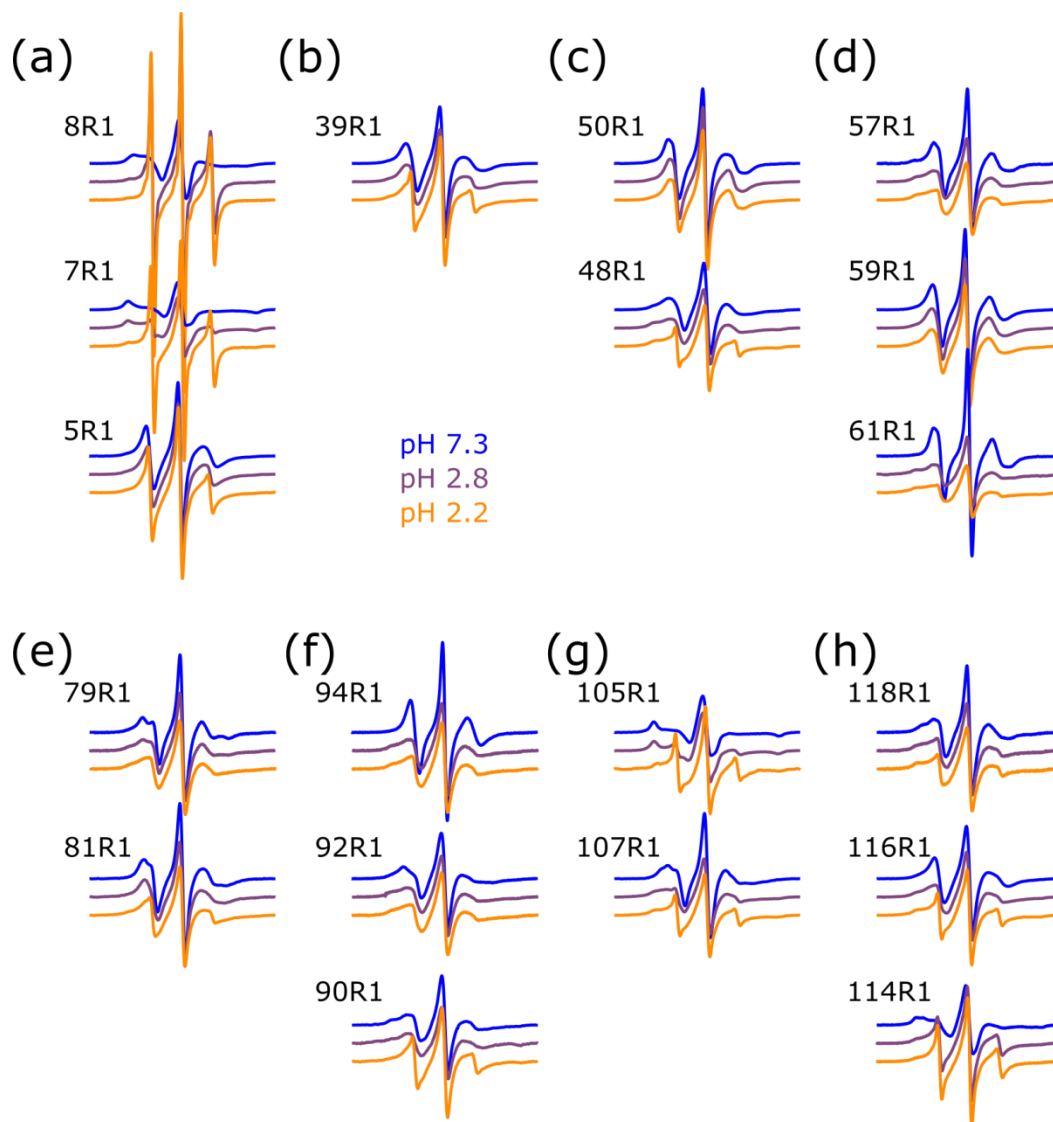 (a) (b) (c) (d)
8R1 39R1 50R1 57R1
7R1 48R1 59R1
5R1 61R1
pH 7.3
pH 2.8
pH 2.2
(e) (f) (g) (h)
79R1 94R1 105R1 118R1
81R1 92R1 107R1 116R1
90R1 114R1